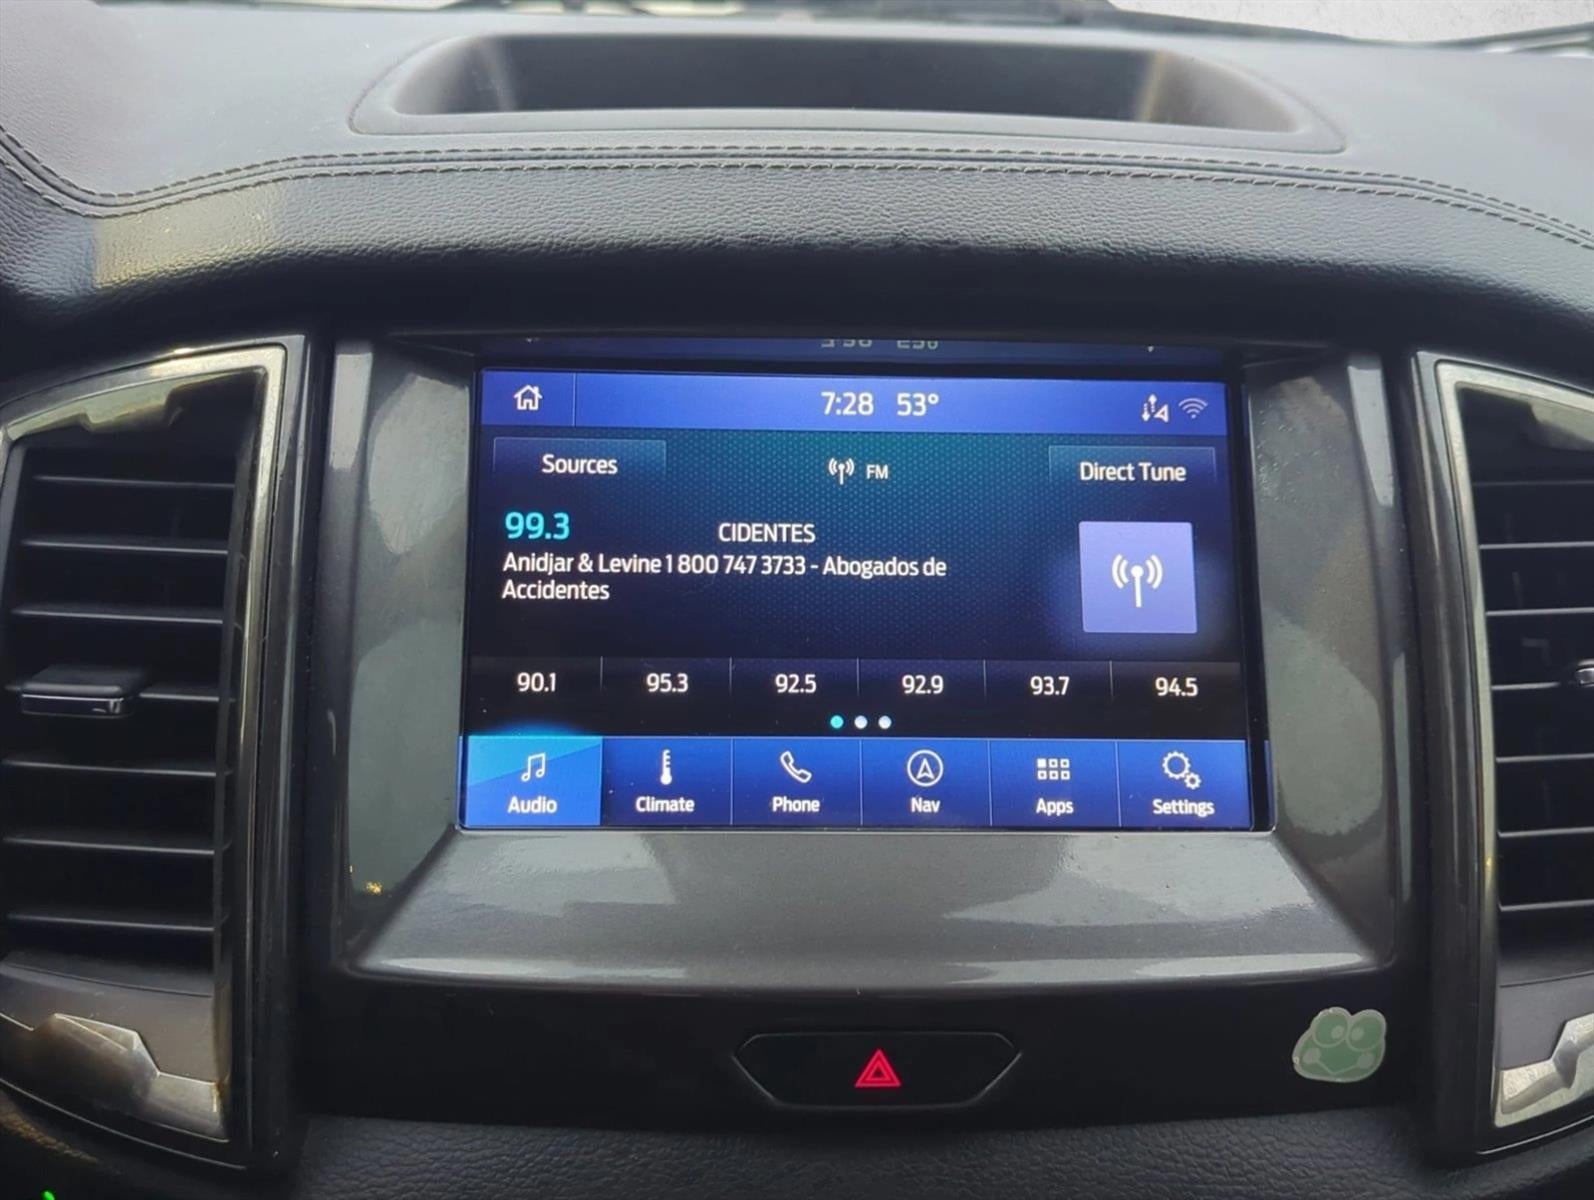 7:28 53°
Sources
FM
Direct Tune
99.3
CIDENTES
Anidjar & Levine 1 800 747 3733 - Abogados de
Accidentes
90.1 95.3 92.5 92.9 93.7 94.5
Audio Climate Phone Nav Apps Settings